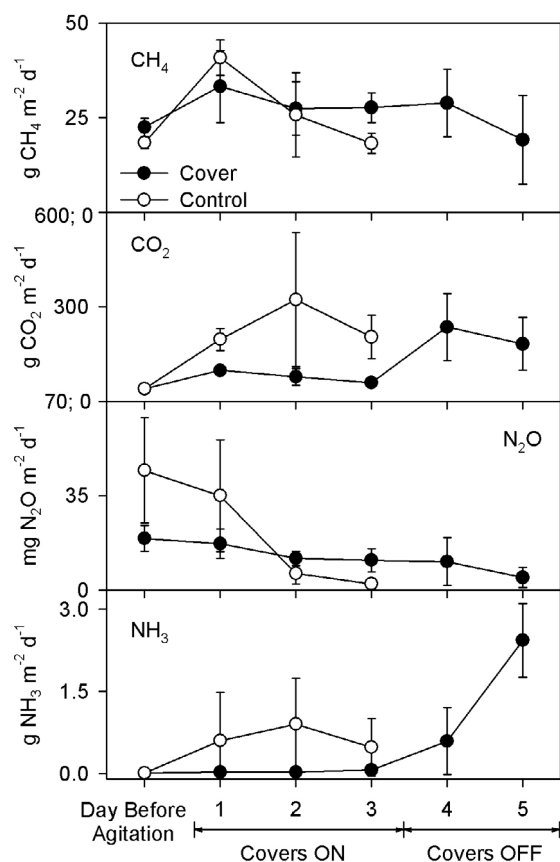 50
CH₄
g CH₄ m⁻² d⁻¹
25
Cover
Control
600; 0
CO₂
g CO₂ m⁻² d⁻¹
300
70; 0
N₂O
mg N₂O m⁻² d⁻¹
35
0
3.0
NH₃
g NH₃ m⁻² d⁻¹
1.5
0.0
Day Before 1 2 3 4 5
Agitation
Covers ON Covers OFF